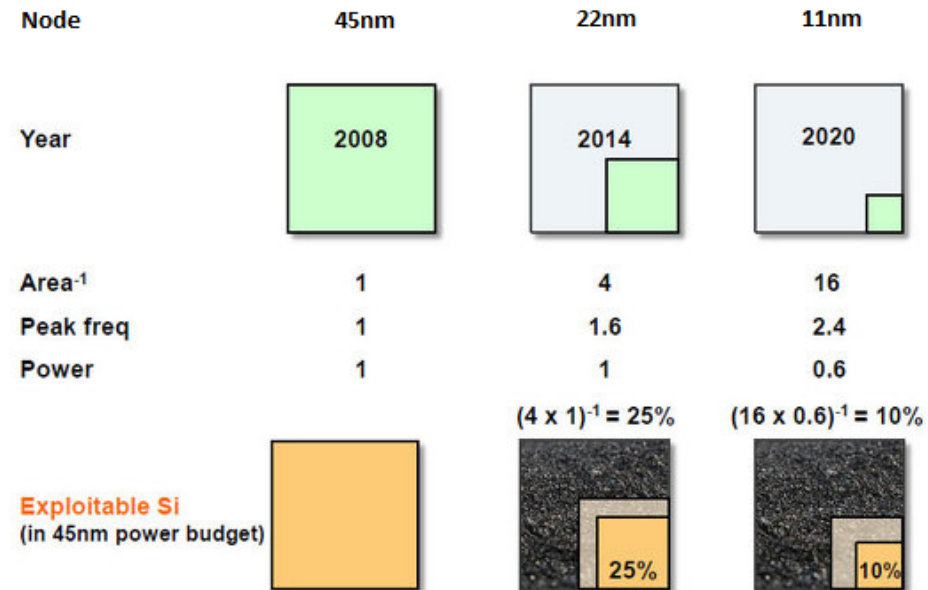 Node 45nm 22nm 11nm
Year 2008 2014 2020
Area⁻¹ 1 4 16
Peak freq 1 1.6 2.4
Power 1 1 0.6
(4 x 1)⁻¹ = 25% (16 x 0.6)⁻¹ = 10%
Exploitable Si
(in 45nm power budget)
25% 10%